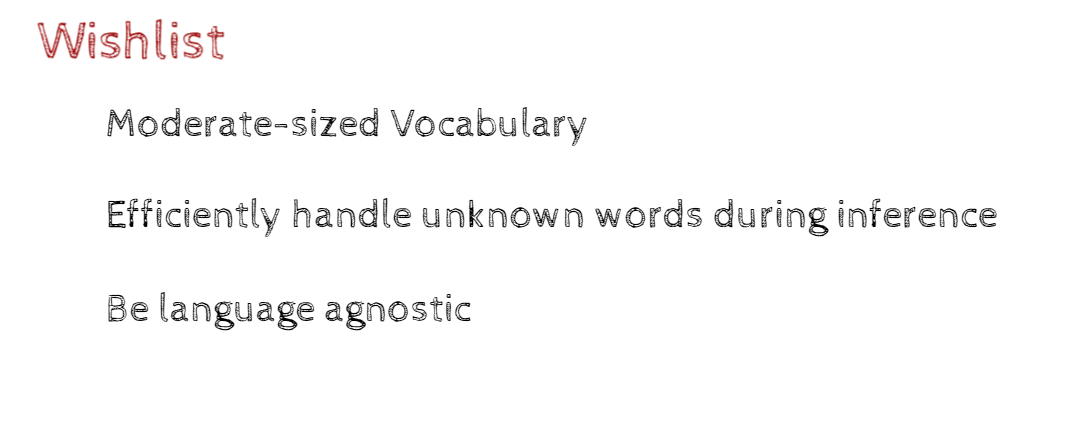 Wishlist
Moderate-sized Vocabulary
Efficiently handle unknown words during inference
Be language agnostic